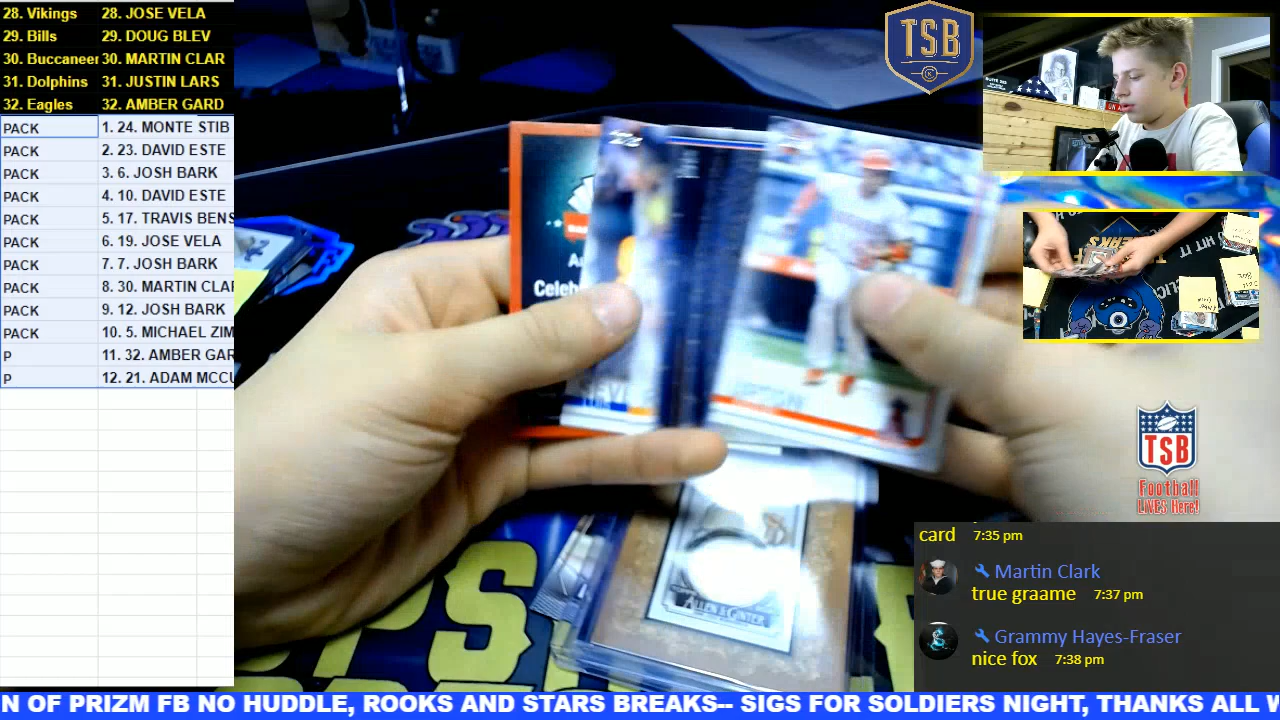 28. Vikings 28. JOSE VELA
29. Bills 29. DOUG BLEV
30. Buccaneer 30. MARTIN CLAR
31. Dolphins 31. JUSTIN LARS
32. Eagles 32. AMBER GARD
PACK 1. 24. MONTE STIB
PACK 2. 23. DAVID ESTE
PACK 3. 6. JOSH BARK
PACK 4. 10. DAVID ESTE
PACK 5. 17. TRAVIS BENS
PACK 6. 19. JOSE VELA
PACK 7. 7. JOSH BARK
PACK 8. 30. MARTIN CLAR
PACK 9. 12. JOSH BARK
PACK 10. 5. MICHAEL ZIM
P 11. 32. AMBER GAR
P 12. 21. ADAM MCCU
TSB
Celeb
UPTON
ALLEN & GINTER
TSB
Football
LIVES Here!
card 7:35 pm
Martin Clark
true graame 7:37 pm
Grammy Hayes-Fraser
nice fox 7:38 pm
N OF PRIZM FB NO HUDDLE, ROOKS AND STARS BREAKS-- SIGS FOR SOLDIERS NIGHT, THANKS ALL W